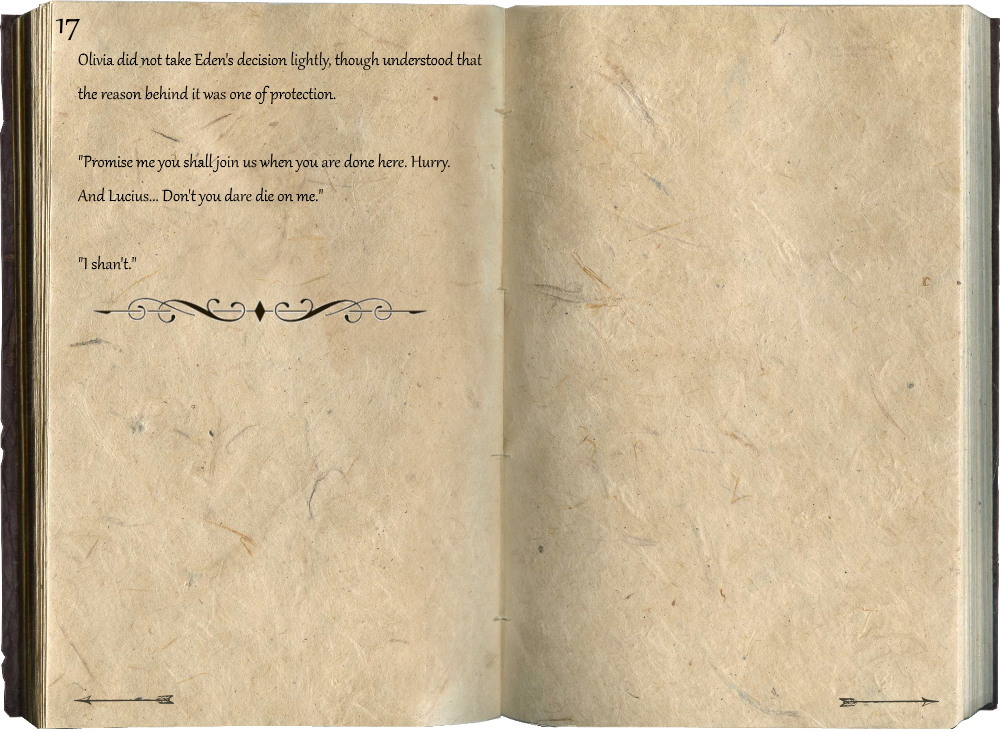 17
Olivia did not take Eden's decision lightly, though understood that
the reason behind it was one of protection.
"Promise me you shall join us when you are done here. Hurry.
And Lucius... Don't you dare die on me."
"I shan't."